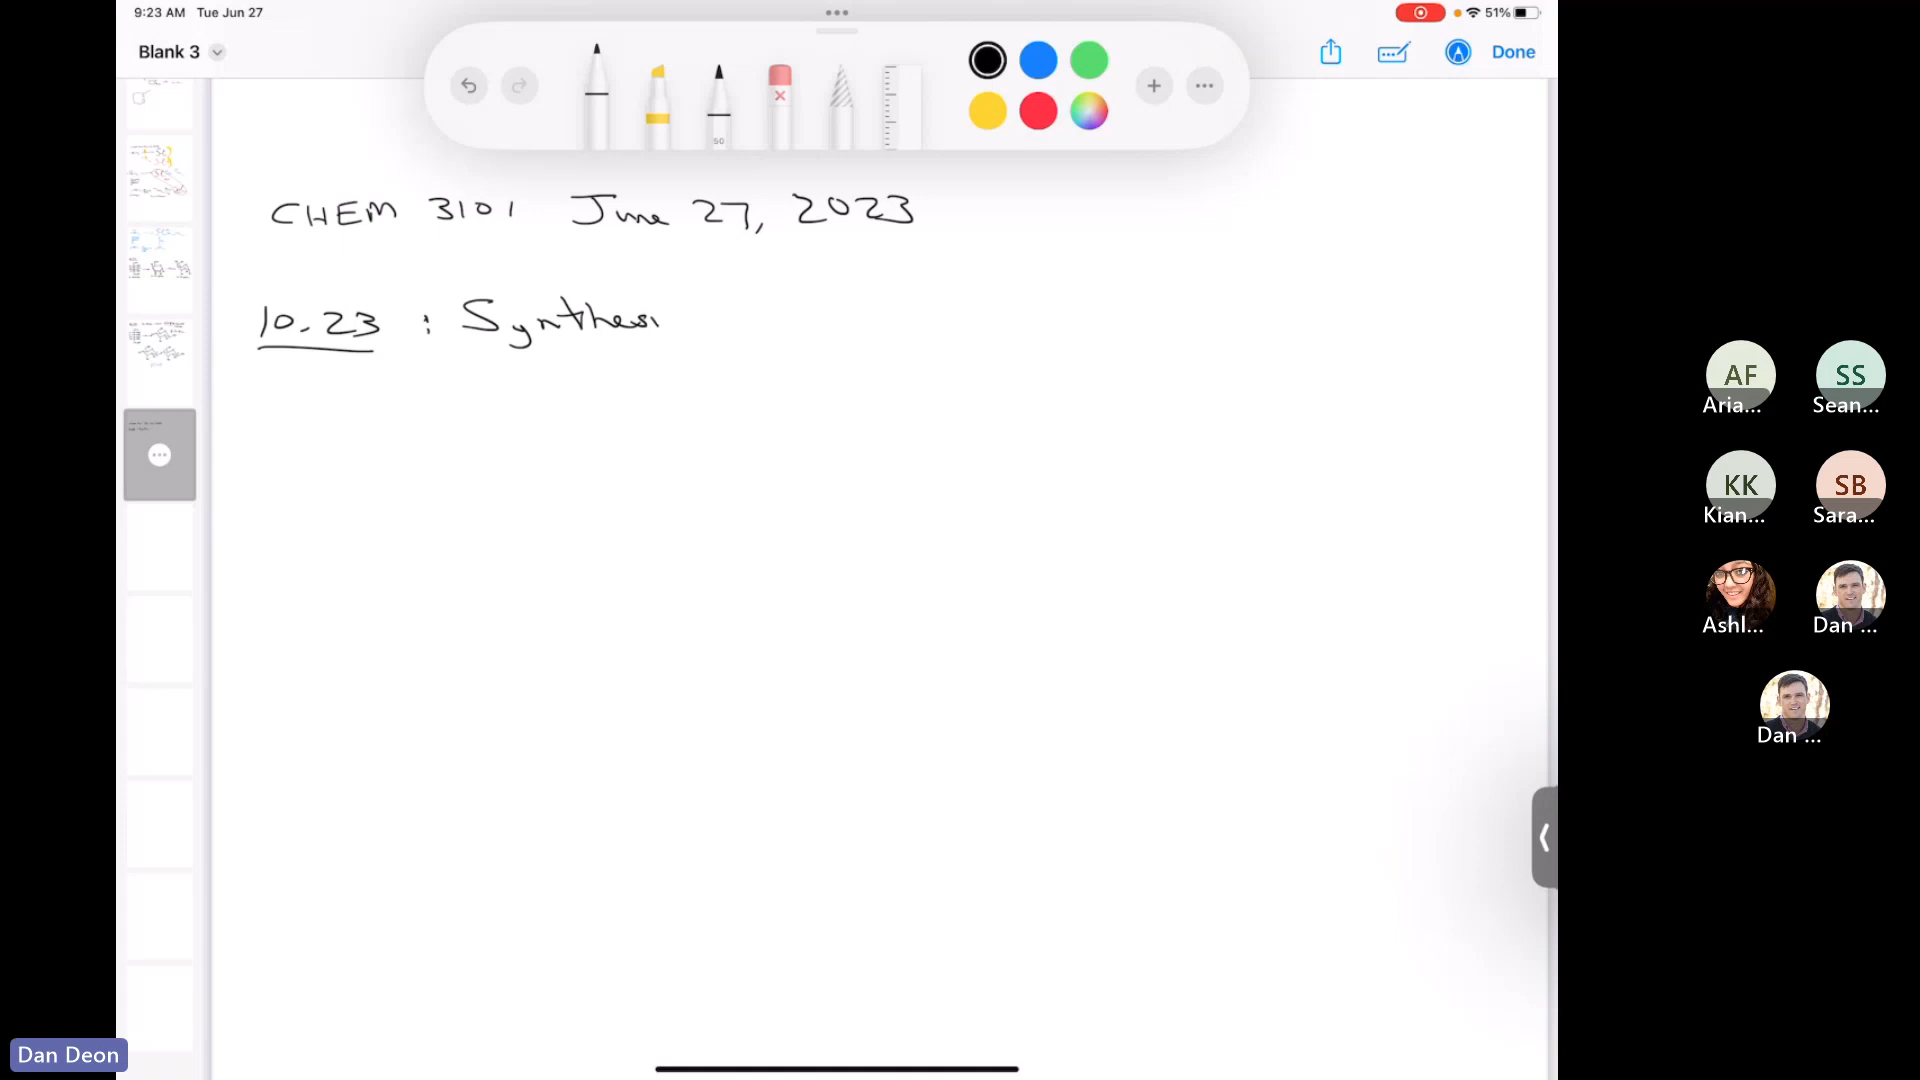 9:23 AM Tue Jun 27
51%
Blank 3
Done
50
CHEM 3101 June 27, 2023
10.23 : Synthesi
AF
SS
Aria...
Sean...
KK
SB
Kian...
Sara...
Ashl...
Dan ...
Dan ...
Dan Deon